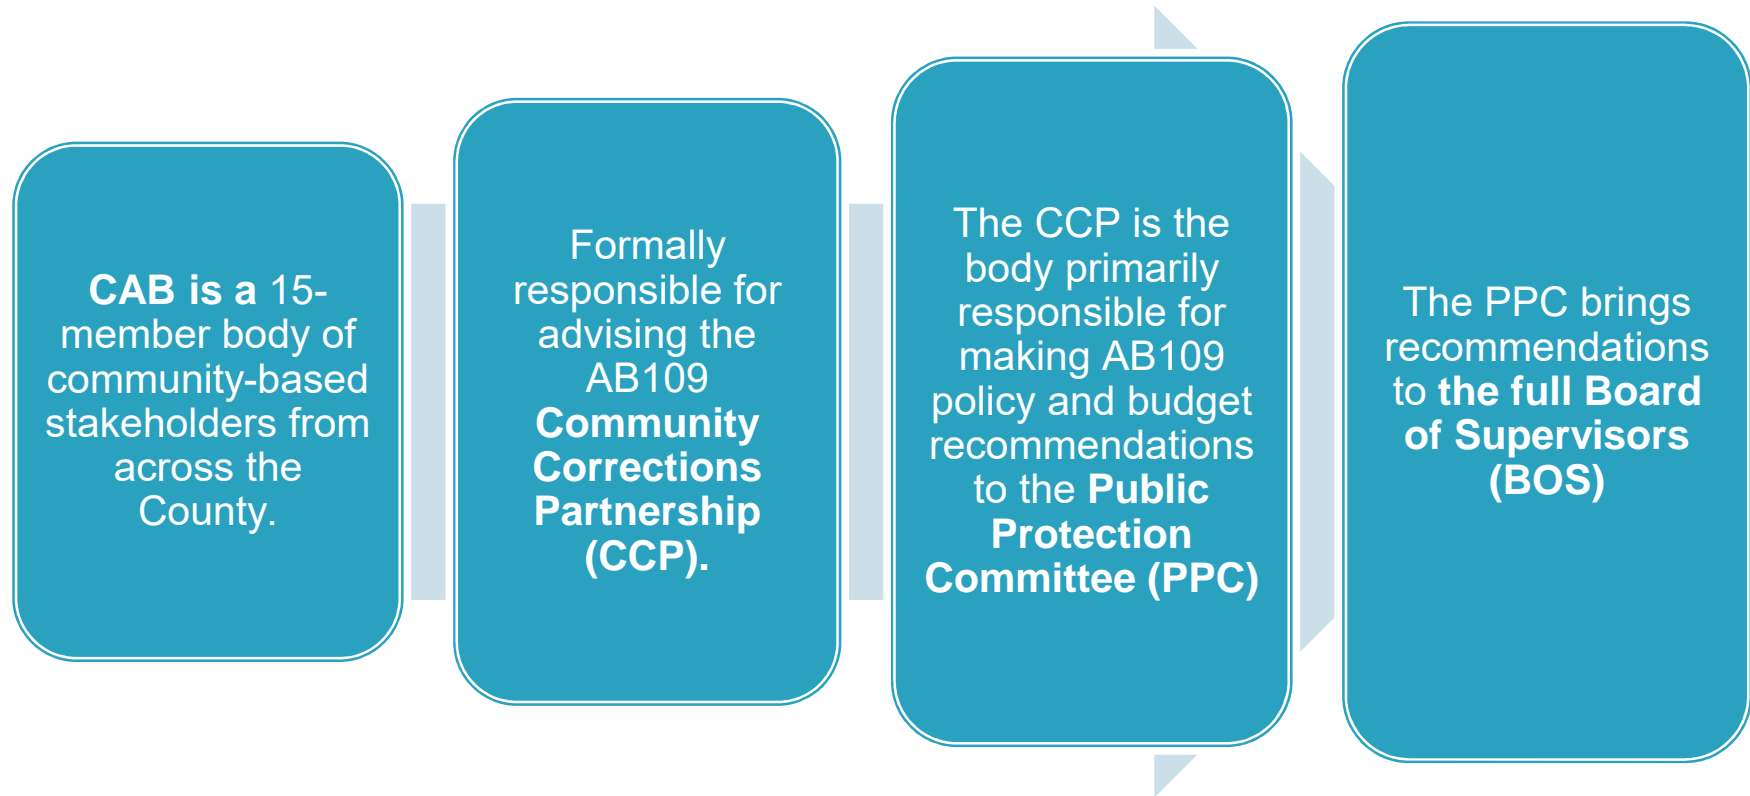 CAB is a 15-
member body of
community-based
stakeholders from
across the
County.
Formally
responsible for
advising the
AB109
Community
Corrections
Partnership
(CCP).
The CCP is the
body primarily
responsible for
making AB109
policy and budget
recommendations
to the Public
Protection
Committee (PPC)
The PPC brings
recommendations
to the full Board
of Supervisors
(BOS)